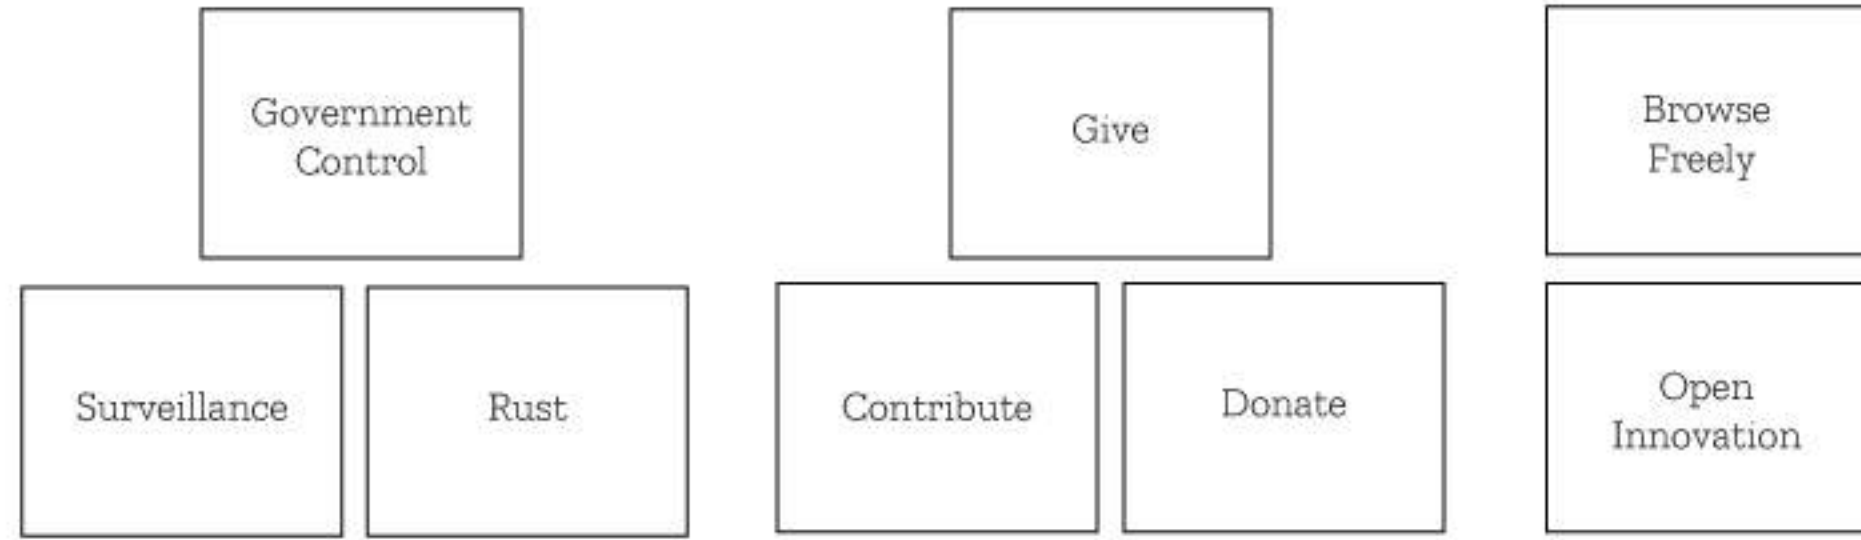 Government
Control
Give
Browse
Freely
Surveillance
Rust
Contribute
Donate
Open
Innovation